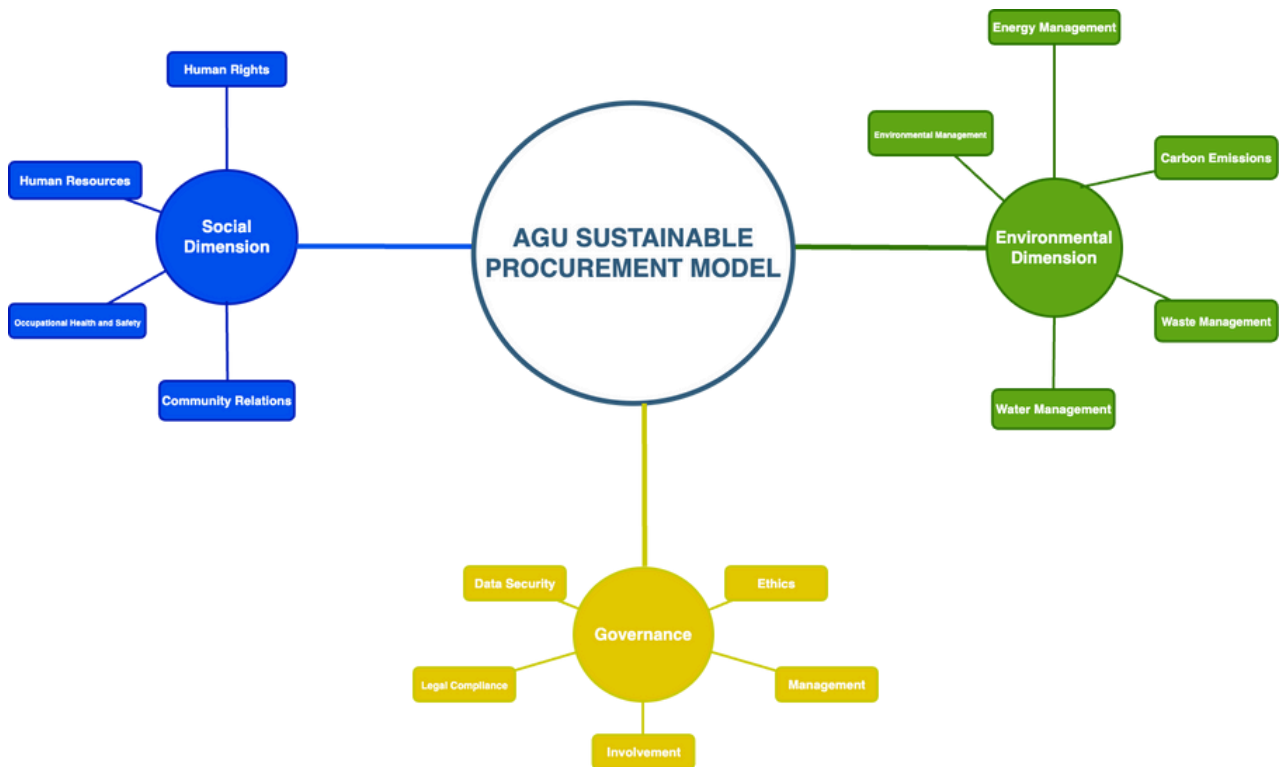 Energy Management
Human Rights
Environmental Management
Carbon Emissions
Human Resources
Social
Dimension
AGU SUSTAINABLE
PROCUREMENT MODEL
Environmental
Dimension
Occupational Health and Safety
Waste Management
Community Relations
Water Management
Data Security
Ethics
Governance
Legal Compliance
Management
Involvement